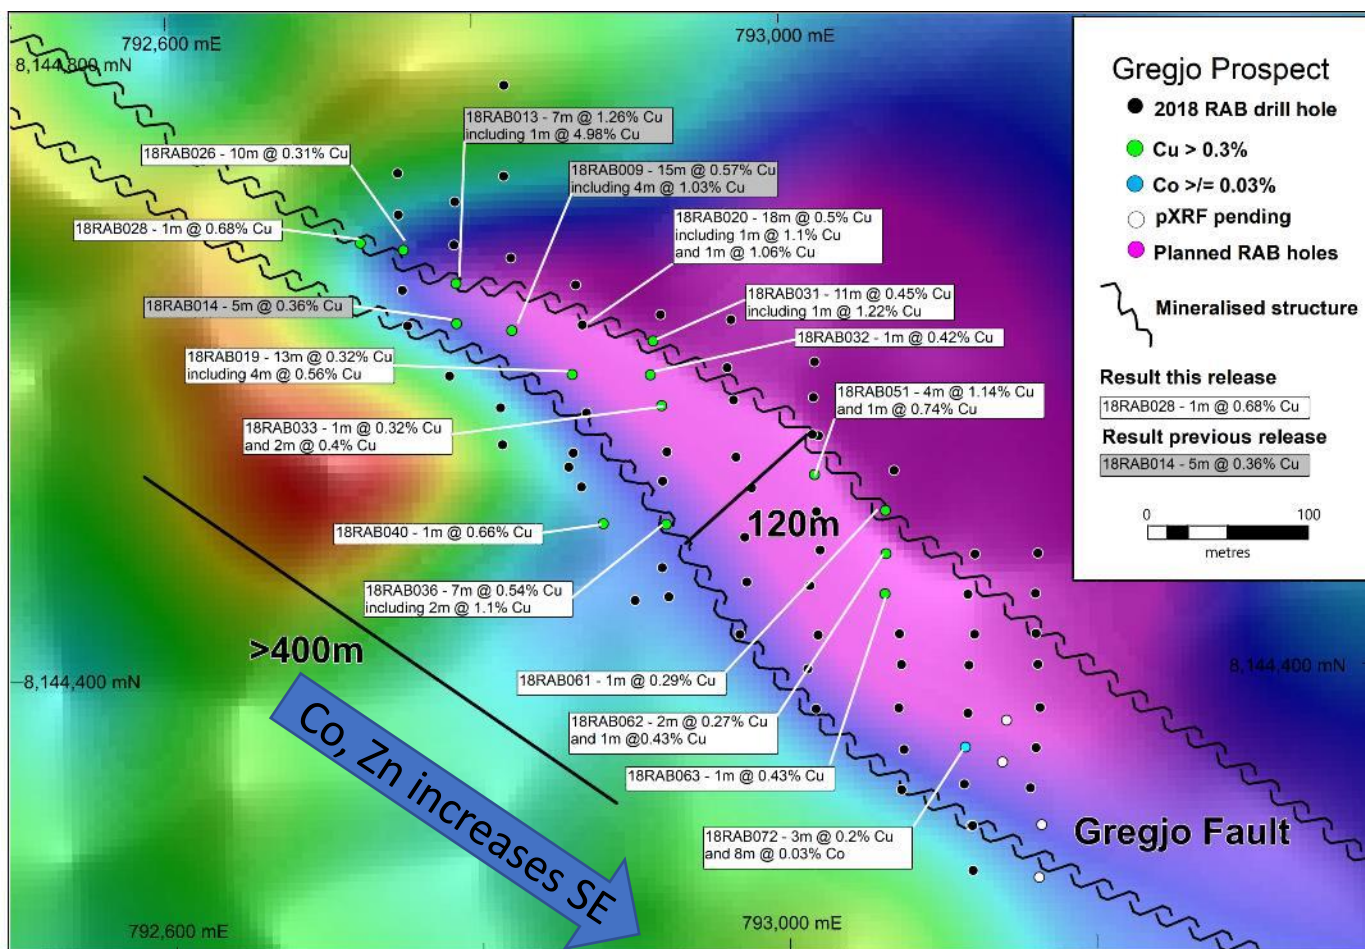 792,600 mE
793,000 mE
8,144,800 mN
18RAB013 - 7m @ 1.26% Cu
including 1m @ 4.98% Cu
18RAB026 - 10m @ 0.31% Cu
18RAB009 - 15m @ 0.57% Cu
including 4m @ 1.03% Cu
18RAB028 - 1m @ 0.68% Cu
18RAB020 - 18m @ 0.5% Cu
including 1m @ 1.1% Cu
and 1m @ 1.06% Cu
18RAB014 - 5m @ 0.36% Cu
18RAB031 - 11m @ 0.45% Cu
including 1m @ 1.22% Cu
18RAB032 - 1m @ 0.42% Cu
18RAB019 - 13m @ 0.32% Cu
including 4m @ 0.56% Cu
18RAB051 - 4m @ 1.14% Cu
and 1m @ 0.74% Cu
18RAB033 - 1m @ 0.32% Cu
and 2m @ 0.4% Cu
120m
18RAB040 - 1m @ 0.66% Cu
18RAB036 - 7m @ 0.54% Cu
including 2m @ 1.1% Cu
>400m
18RAB061 - 1m @ 0.29% Cu
8,144,400 mN
8,144,400 mN
18RAB062 - 2m @ 0.27% Cu
and 1m @0.43% Cu
18RAB063 - 1m @ 0.43% Cu
Co, Zn increases SE
18RAB072 - 3m @ 0.2% Cu
and 8m @ 0.03% Co
Gregjo Fault
792,600 mE
793,000 mE
Gregjo Prospect
2018 RAB drill hole
Cu > 0.3%
Co >/= 0.03%
pXRF pending
Planned RAB holes
Mineralised structure
Result this release
18RAB028 - 1m @ 0.68% Cu
Result previous release
18RAB014 - 5m @ 0.36% Cu
0 100
metres